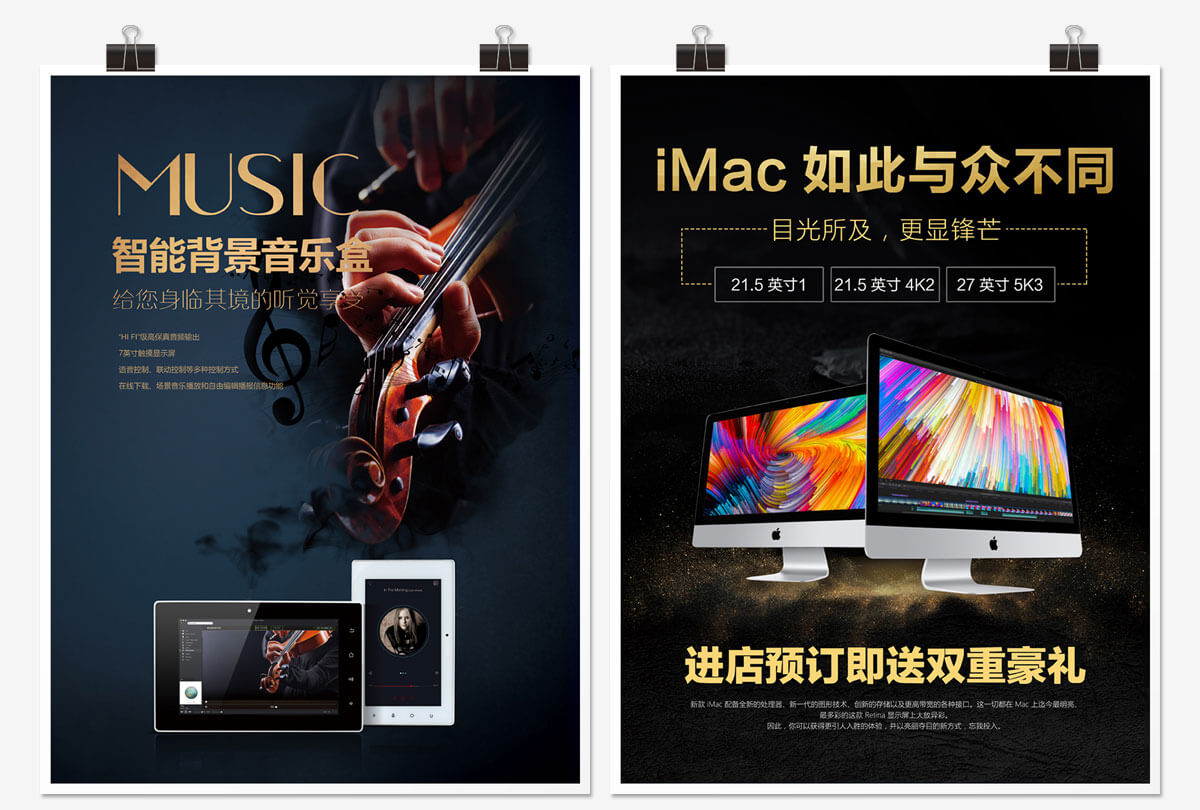 MUSIC
智能背景音乐盒
给您身临其境的听觉享受
"HI FI"级高保真音频输出
7英寸触摸显示屏
语音控制、联动控制等多种控制方式
在线下载、场景音乐播放和自由编辑播报信息功能
In The Morning
iMac 如此与众不同
目光所及，更显锋芒
21.5 英寸1
21.5 英寸 4K2
27 英寸 5K3
进店预订即送双重豪礼
新款 iMac 配备全新的处理器、新一代的图形技术、创新的存储以及更高带宽的各种接口。这一切都在 Mac 上迄今最明亮、
最多彩的这款 Retina 显示屏上大放异彩。
因此，你可以获得更引人入胜的体验，并以亮丽夺目的新方式，忘我投入。